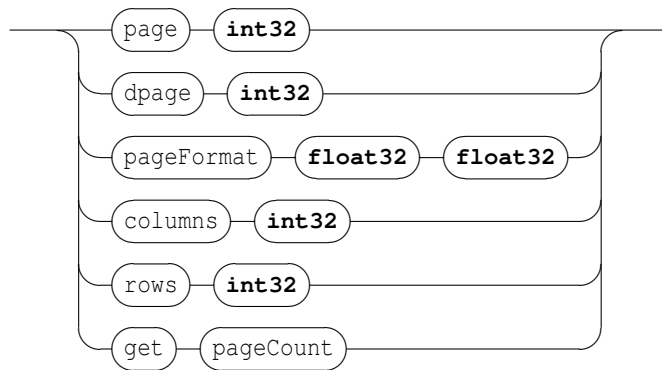 page int32
dpage int32
pageFormat float32 float32
columns int32
rows int32
get pageCount